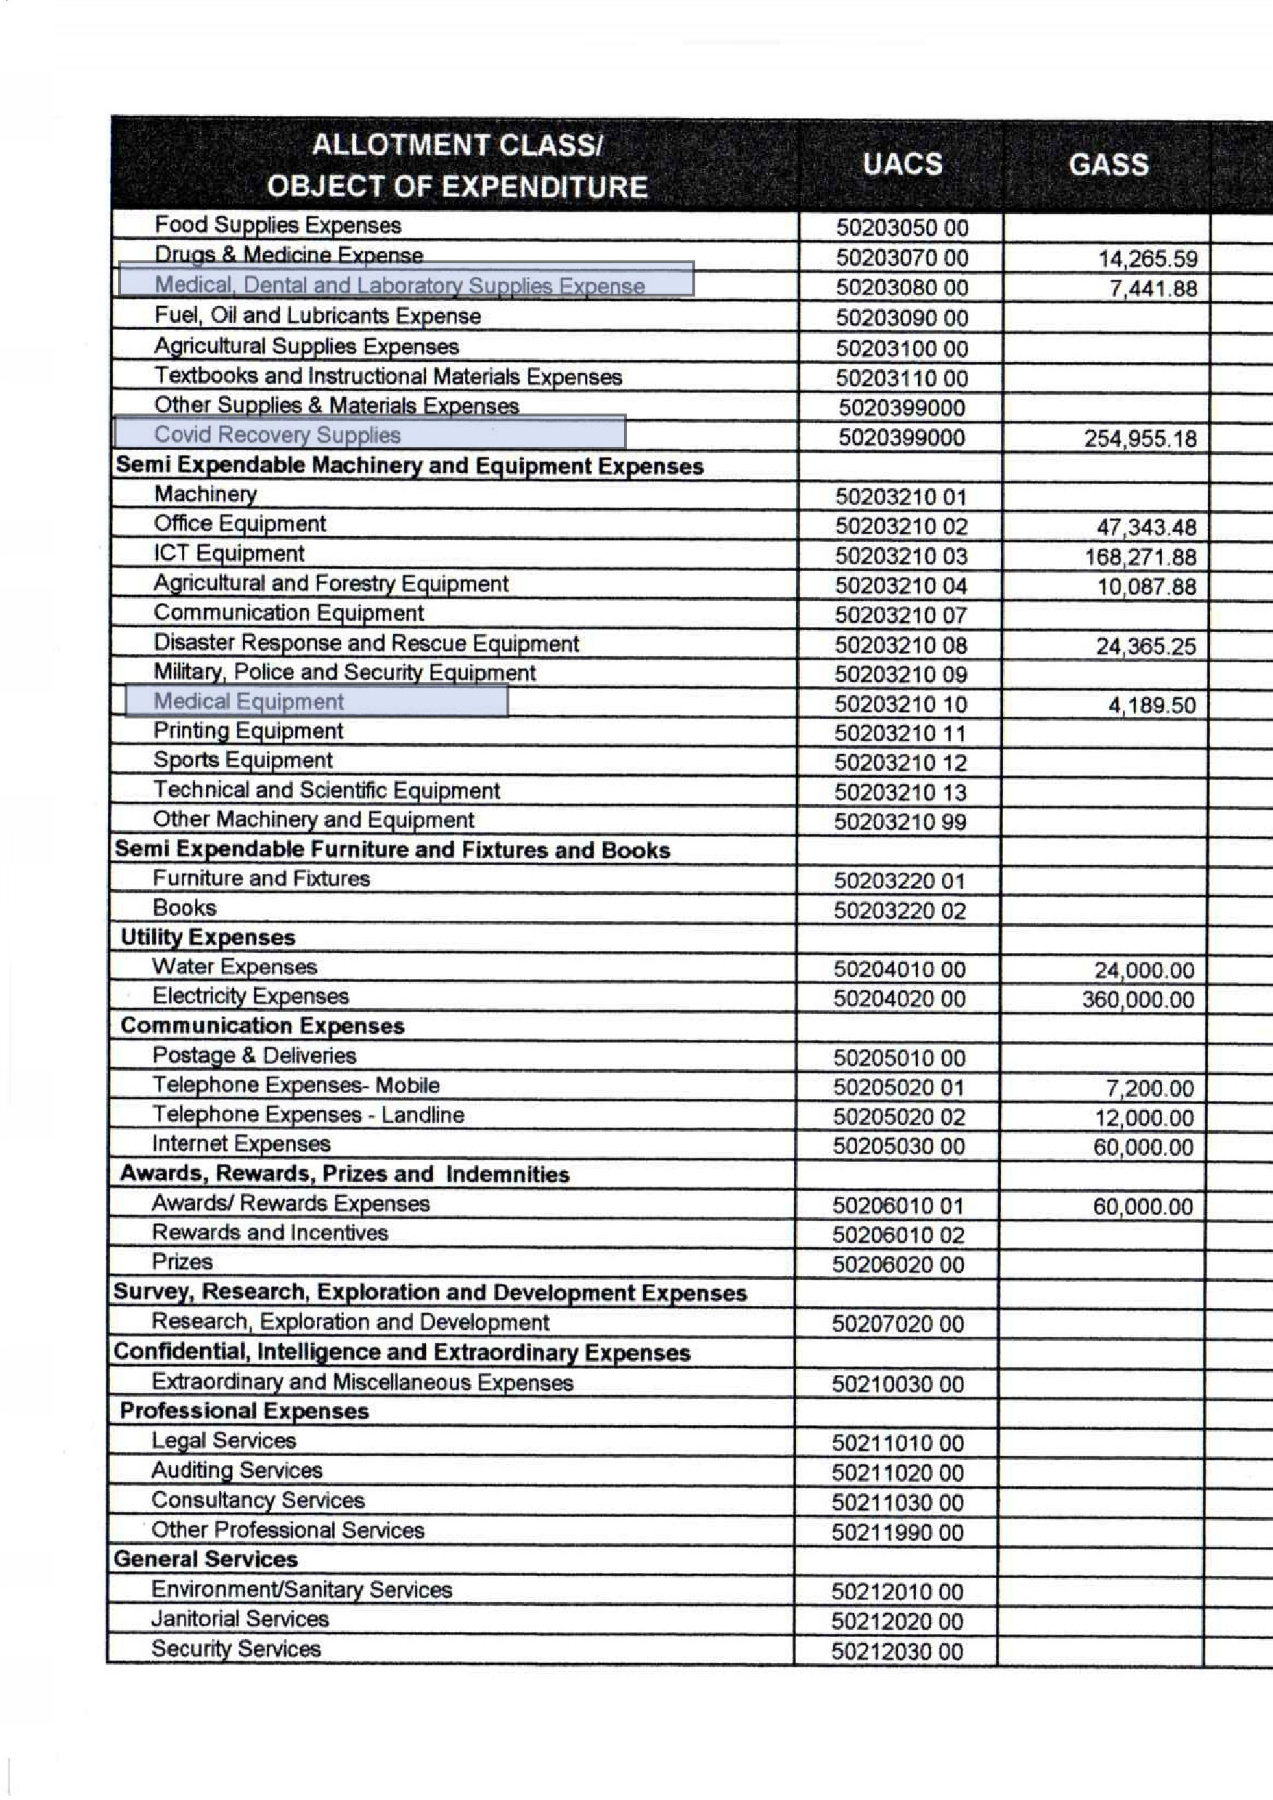 ALLOTMENT CLASS/
OBJECT OF EXPENDITURE UACS GASS
Food Supplies Expenses 50203050 00
Drugs & Medicine Expense 50203070 00 14,265.59
Medical, Dental and Laboratory Supplies Expense 50203080 00 7,441.88
Fuel, Oil and Lubricants Expense 50203090 00
Agricultural Supplies Expenses 50203100 00
Textbooks and Instructional Materials Expenses 50203110 00
Other Supplies & Materials Expenses 5020399000
Covid Recovery Supplies 5020399000 254,955.18
Semi Expendable Machinery and Equipment Expenses
Machinery 50203210 01
Office Equipment 50203210 02 47,343.48
ICT Equipment 50203210 03 168,271.88
Agricultural and Forestry Equipment 50203210 04 10,087.88
Communication Equipment 50203210 07
Disaster Response and Rescue Equipment 50203210 08 24,365.25
Military, Police and Security Equipment 50203210 09
Medical Equipment 50203210 10 4,189.50
Printing Equipment 50203210 11
Sports Equipment 50203210 12
Technical and Scientific Equipment 50203210 13
Other Machinery and Equipment 50203210 99
Semi Expendable Furniture and Fixtures and Books
Furniture and Fixtures 50203220 01
Books 50203220 02
Utility Expenses
Water Expenses 50204010 00 24,000.00
Electricity Expenses 50204020 00 360,000.00
Communication Expenses
Postage & Deliveries 50205010 00
Telephone Expenses- Mobile 50205020 01 7,200.00
Telephone Expenses - Landline 50205020 02 12,000.00
Internet Expenses 50205030 00 60,000.00
Awards, Rewards, Prizes and Indemnities
Awards/ Rewards Expenses 50206010 01 60,000.00
Rewards and Incentives 50206010 02
Prizes 50206020 00
Survey, Research, Exploration and Development Expenses
Research, Exploration and Development 50207020 00
Confidential, Intelligence and Extraordinary Expenses
Extraordinary and Miscellaneous Expenses 50210030 00
Professional Expenses
Legal Services 50211010 00
Auditing Services 50211020 00
Consultancy Services 50211030 00
Other Professional Services 50211990 00
General Services
Environment/Sanitary Services 50212010 00
Janitorial Services 50212020 00
Security Services 50212030 00